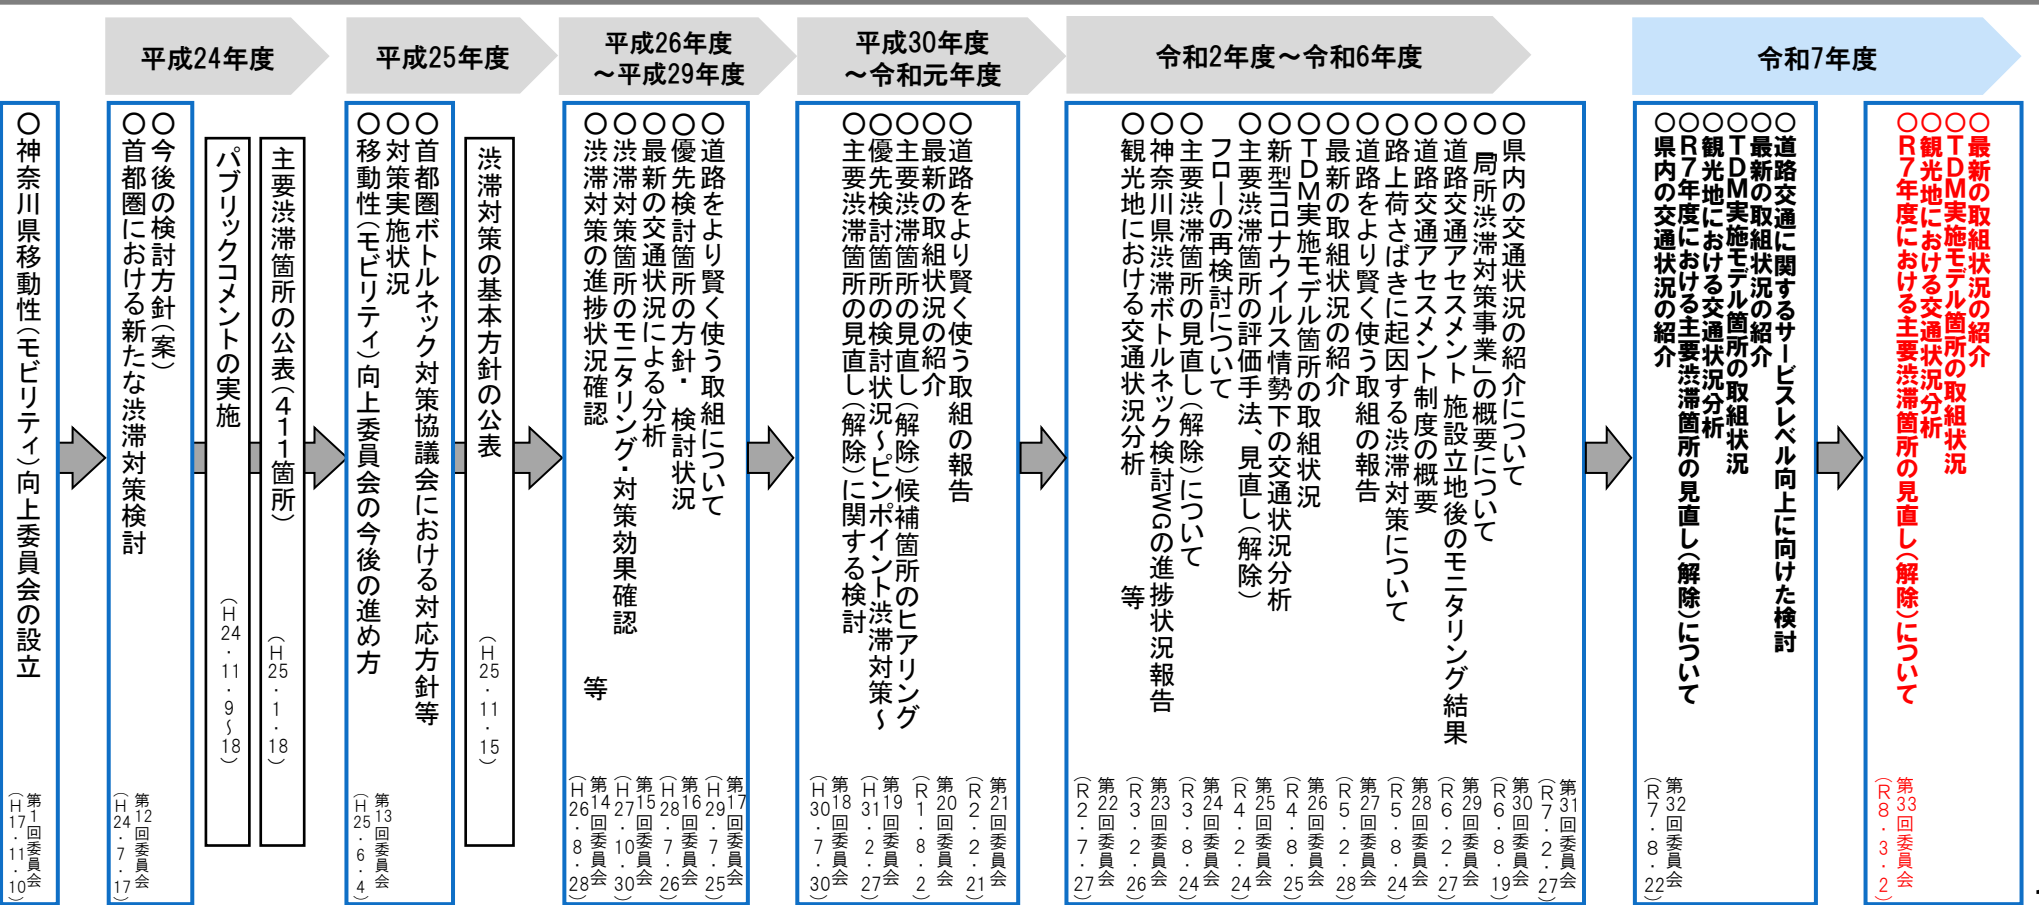 平成24年度
平成25年度
平成26年度
～平成29年度
平成30年度
～令和元年度
令和2年度～令和6年度
令和7年度
○神奈川県移動性（モビリティ）向上委員会の設立
第1回委員会
（H17・11・10）
○今後の検討方針（案）
○首都圏における新たな渋滞対策検討
第12回委員会
（H24・7・17）
パブリックコメントの実施
（H24・11・9～18）
主要渋滞箇所の公表（411箇所）
（H25・1・18）
○首都圏ボトルネック対策協議会における対応方針等
○対策実施状況
○移動性（モビリティ）向上委員会の今後の進め方
第13回委員会
（H25・6・4）
渋滞対策の基本方針の公表
（H25・11・15）
○道路をより賢く使う取組について
○優先検討箇所の方針・検討状況
○最新の交通状況による分析
○渋滞対策箇所のモニタリング・対策効果確認
○渋滞対策の進捗状況確認　等
第17回委員会
（H29・7・25）
第16回委員会
（H28・7・26）
第15回委員会
（H27・10・30）
第14回委員会
（H26・8・28）
○道路をより賢く使う取組の報告
○最新の取組状況の紹介
○主要渋滞箇所の見直し（解除）候補箇所のヒアリング
○優先検討箇所の検討状況～ピンポイント渋滞対策～
○主要渋滞箇所の見直し（解除）に関する検討
第21回委員会
（R2・2・21）
第20回委員会
（R1・8・2）
第19回委員会
（H31・2・27）
第18回委員会
（H30・7・30）
○県内の交通状況の紹介について
○「局所渋滞対策事業」の概要について
○道路交通アセスメント 施設立地後のモニタリング結果
○道路交通アセスメント制度の概要
○路上荷さばきに起因する渋滞対策について
○道路をより賢く使う取組の報告
○最新の取組状況の紹介
○TDM実施モデル箇所の取組状況
○新型コロナウイルス情勢下の交通状況分析
○主要渋滞箇所の評価手法、見直し（解除）
フローの再検討について
○主要渋滞箇所の見直し（解除）について
○神奈川県渋滞ボトルネック検討WGの進捗状況報告
○観光地における交通状況分析　等
第31回委員会
（R7・2・27）
第30回委員会
（R6・8・19）
第29回委員会
（R6・2・27）
第28回委員会
（R5・8・24）
第27回委員会
（R5・2・28）
第26回委員会
（R4・8・25）
第25回委員会
（R4・2・24）
第24回委員会
（R3・8・24）
第23回委員会
（R3・2・26）
第22回委員会
（R2・7・27）
○道路交通に関するサービスレベル向上に向けた検討
○最新の取組状況の紹介
○TDM実施モデル箇所の取組状況
○観光地における交通状況分析
○R7年度における主要渋滞箇所の見直し（解除）について
○県内の交通状況の紹介
第32回委員会
（R7・8・22）
○最新の取組状況の紹介
○TDM実施モデル箇所の取組状況
○観光地における交通状況分析
○R7年度における主要渋滞箇所の見直し（解除）について
第33回委員会
（R8・3・2）